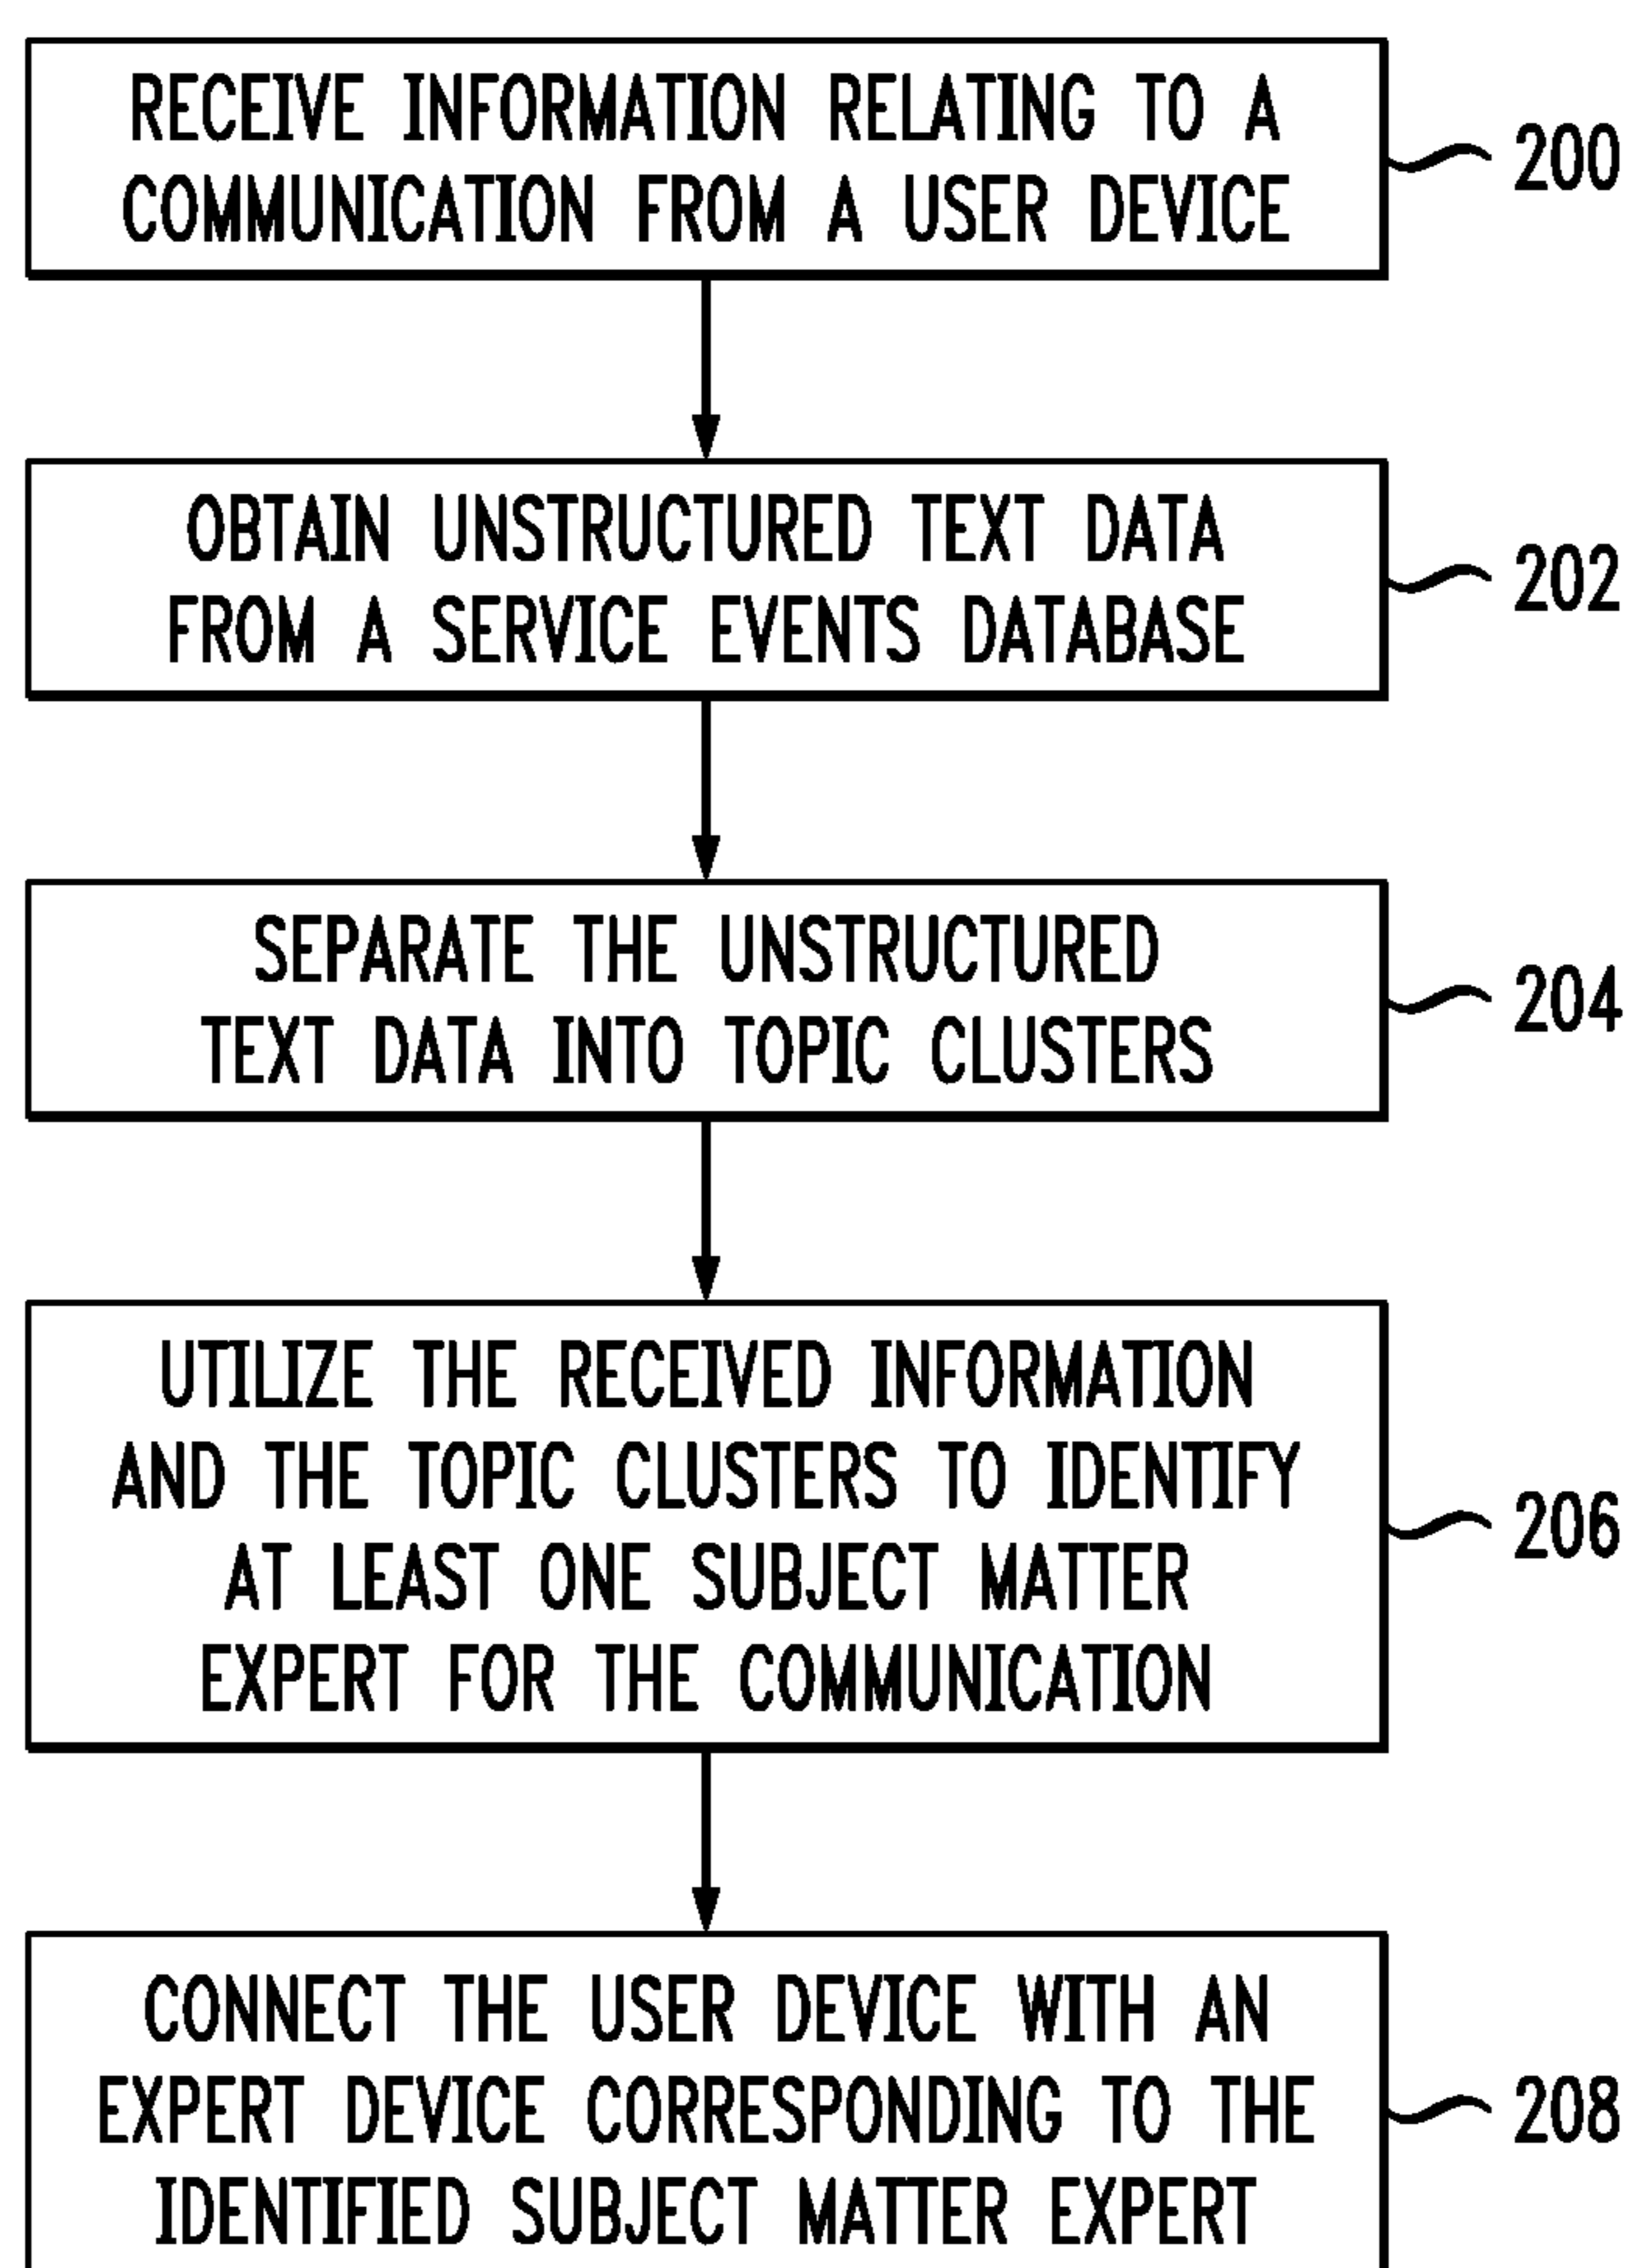 RECEIVE INFORMATION RELATING TO A
COMMUNICATION FROM A USER DEVICE
200
OBTAIN UNSTRUCTURED TEXT DATA
FROM A SERVICE EVENTS DATABASE
202
SEPARATE THE UNSTRUCTURED
TEXT DATA INTO TOPIC CLUSTERS
204
UTILIZE THE RECEIVED INFORMATION
AND THE TOPIC CLUSTERS TO IDENTIFY
AT LEAST ONE SUBJECT MATTER
EXPERT FOR THE COMMUNICATION
206
CONNECT THE USER DEVICE WITH AN
EXPERT DEVICE CORRESPONDING TO THE
IDENTIFIED SUBJECT MATTER EXPERT
208